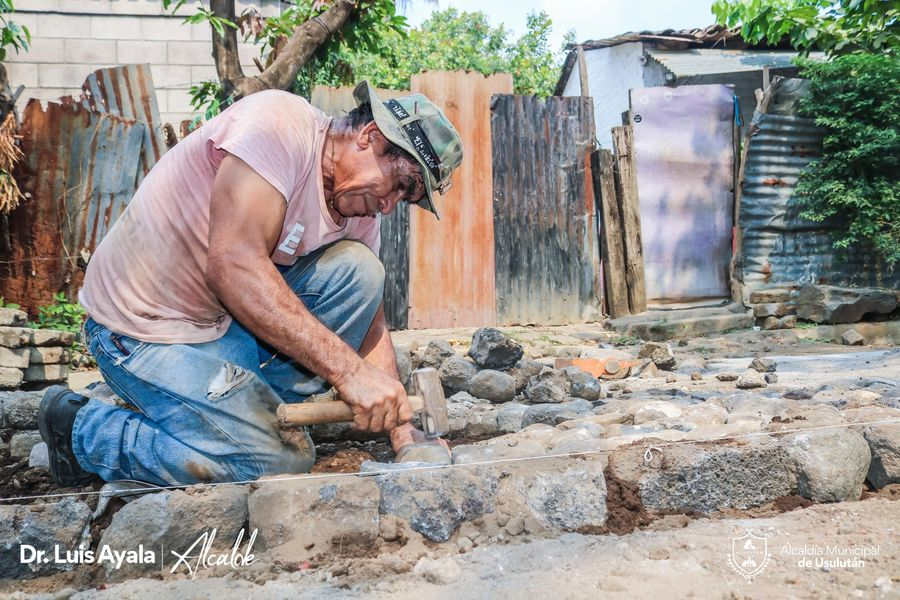 E
Dr. Luis Ayala | Alcalde
Alcaldía Municipal
de Usulután